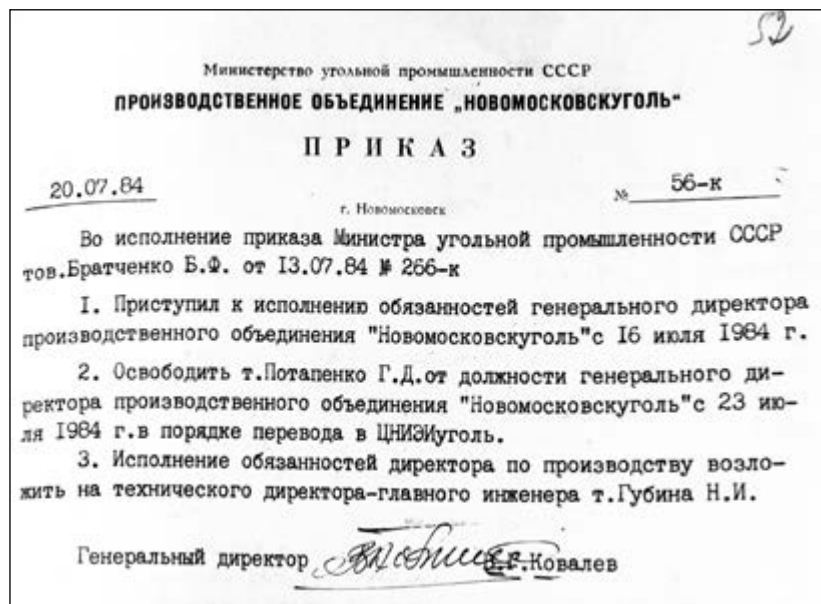 52
Министерство угольной промышленности СССР
ПРОИЗВОДСТВЕННОЕ ОБЪЕДИНЕНИЕ „НОВОМОСКОВСКУГОЛЬ“
ПРИКАЗ
20.07.84 № 56-к
г. Новомосковск
Во исполнение приказа Министра угольной промышленности СССР
тов.Братченко Б.Ф. от 13.07.84 № 266-к
I. Приступил к исполнению обязанностей генерального директора
производственного объединения "Новомосковскуголь"с 16 июля 1984 г.
2. Освободить т.Потапенко Г.Д.от должности генерального ди-
ректора производственного объединения "Новомосковскуголь"с 23 ию-
ля 1984 г.в порядке перевода в ЦНИЭИуголь.
3. Исполнение обязанностей директора по производству возло-
жить на технического директора-главного инженера т.Губина Н.И.
Генеральный директор Ковалев